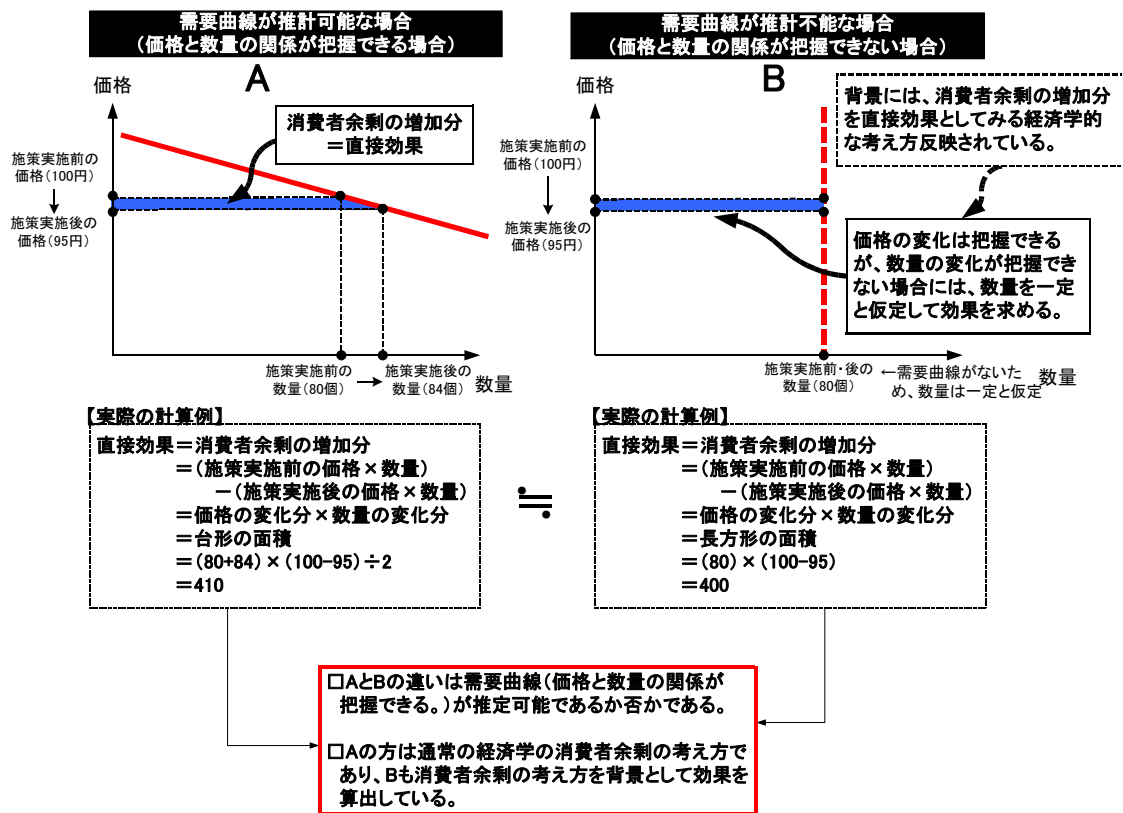 需要曲線が推計可能な場合
（価格と数量の関係が把握できる場合）
A
価格
消費者余剰の増加分
＝直接効果
施策実施前の
価格（100円）
施策実施後の
価格（95円）
施策実施前の
数量（80個）
施策実施後の
数量（84個）
数量
【実際の計算例】
直接効果＝消費者余剰の増加分
＝（施策実施前の価格×数量）
－（施策実施後の価格×数量）
＝価格の変化分×数量の変化分
＝台形の面積
＝（80+84）×（100-95）÷2
＝410
≒
需要曲線が推計不能な場合
（価格と数量の関係が把握できない場合）
B
価格
背景には、消費者余剰の増加分
を直接効果としてみる経済学的
な考え方反映されている。
施策実施前の
価格（100円）
施策実施後の
価格（95円）
価格の変化は把握できる
が、数量の変化が把握でき
ない場合には、数量を一定
と仮定して効果を求める。
施策実施前・後の
数量（80個）
←需要曲線がないた
め、数量は一定と仮定
数量
【実際の計算例】
直接効果＝消費者余剰の増加分
＝（施策実施前の価格×数量）
－（施策実施後の価格×数量）
＝価格の変化分×数量の変化分
＝長方形の面積
＝（80）×（100-95）
＝400
□AとBの違いは需要曲線（価格と数量の関係が
把握できる。）が推定可能であるか否かである。
□Aの方は通常の経済学の消費者余剰の考え方で
あり、Bも消費者余剰の考え方を背景として効果を
算出している。